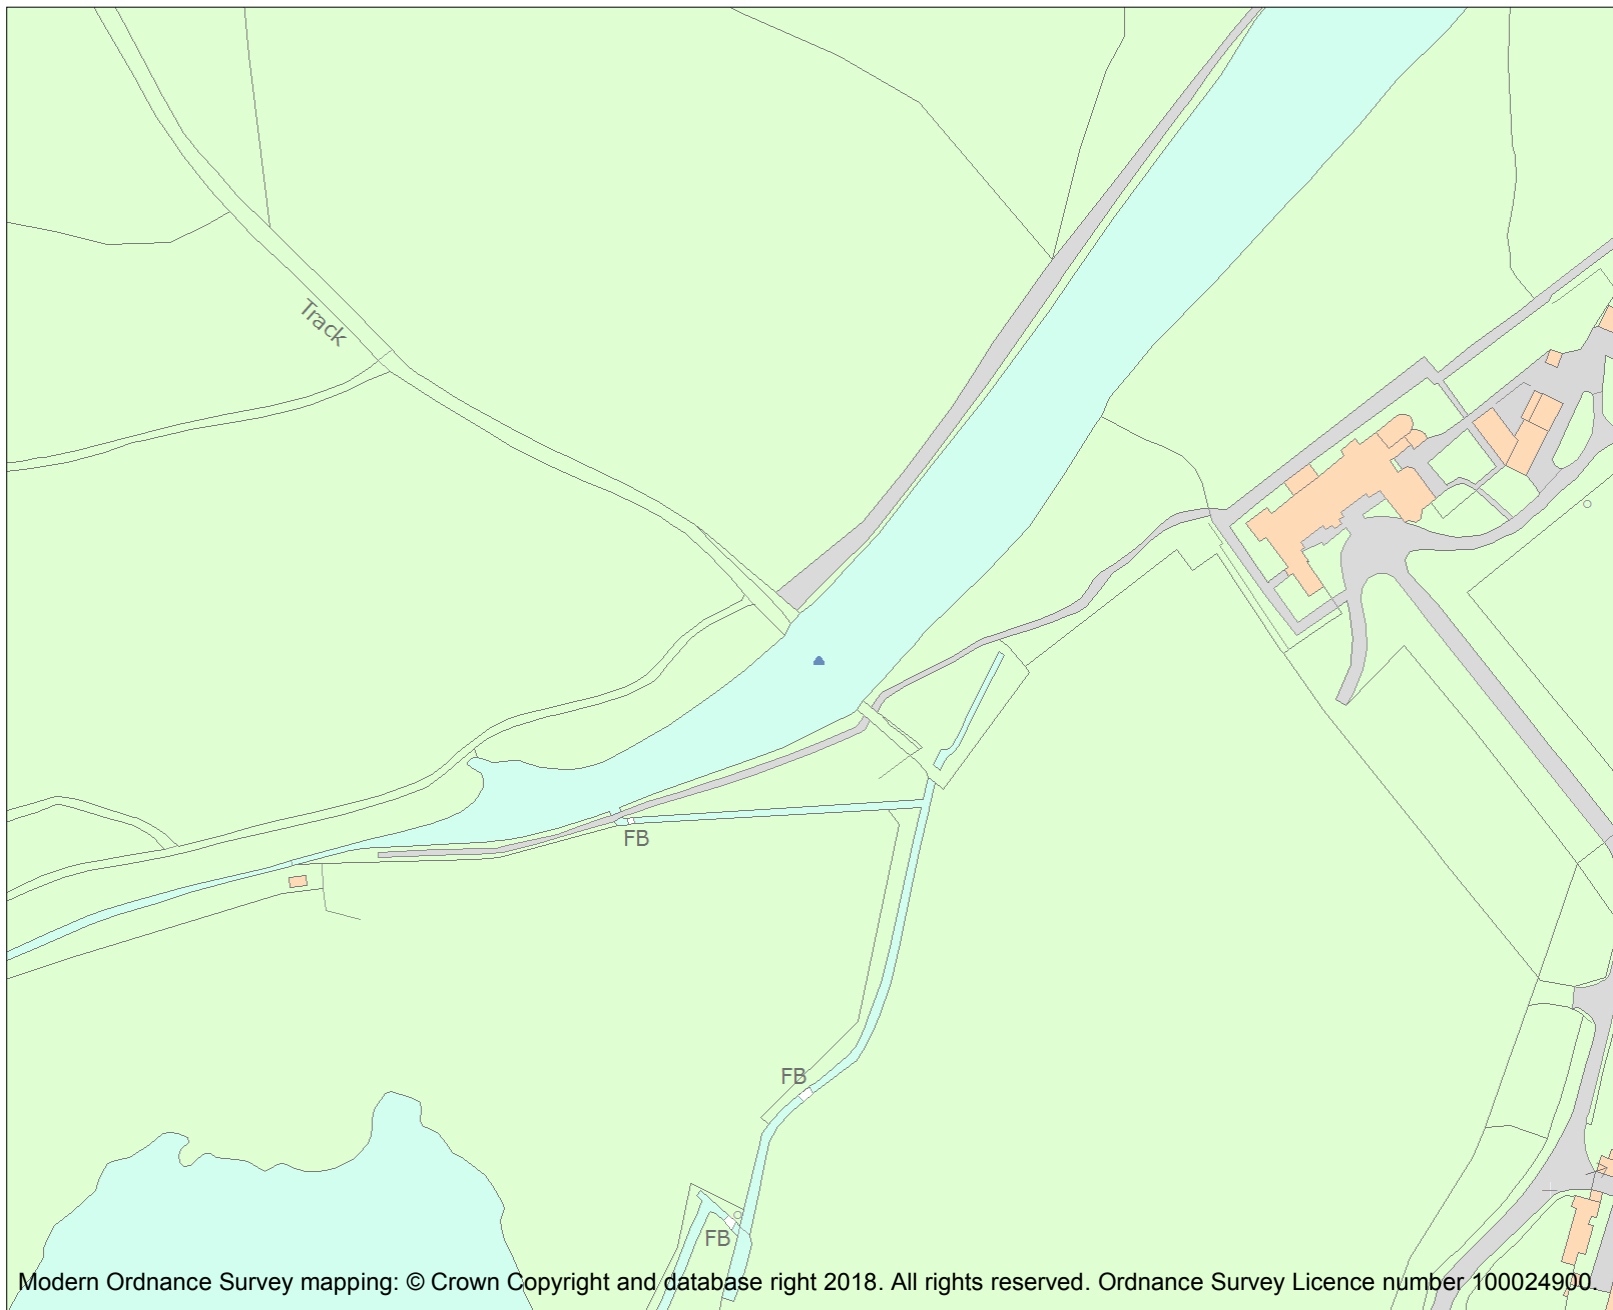 Track
FB
FB
FB
Modern Ordnance Survey mapping: © Crown Copyright and database right 2018. All rights reserved. Ordnance Survey Licence number 100024900.